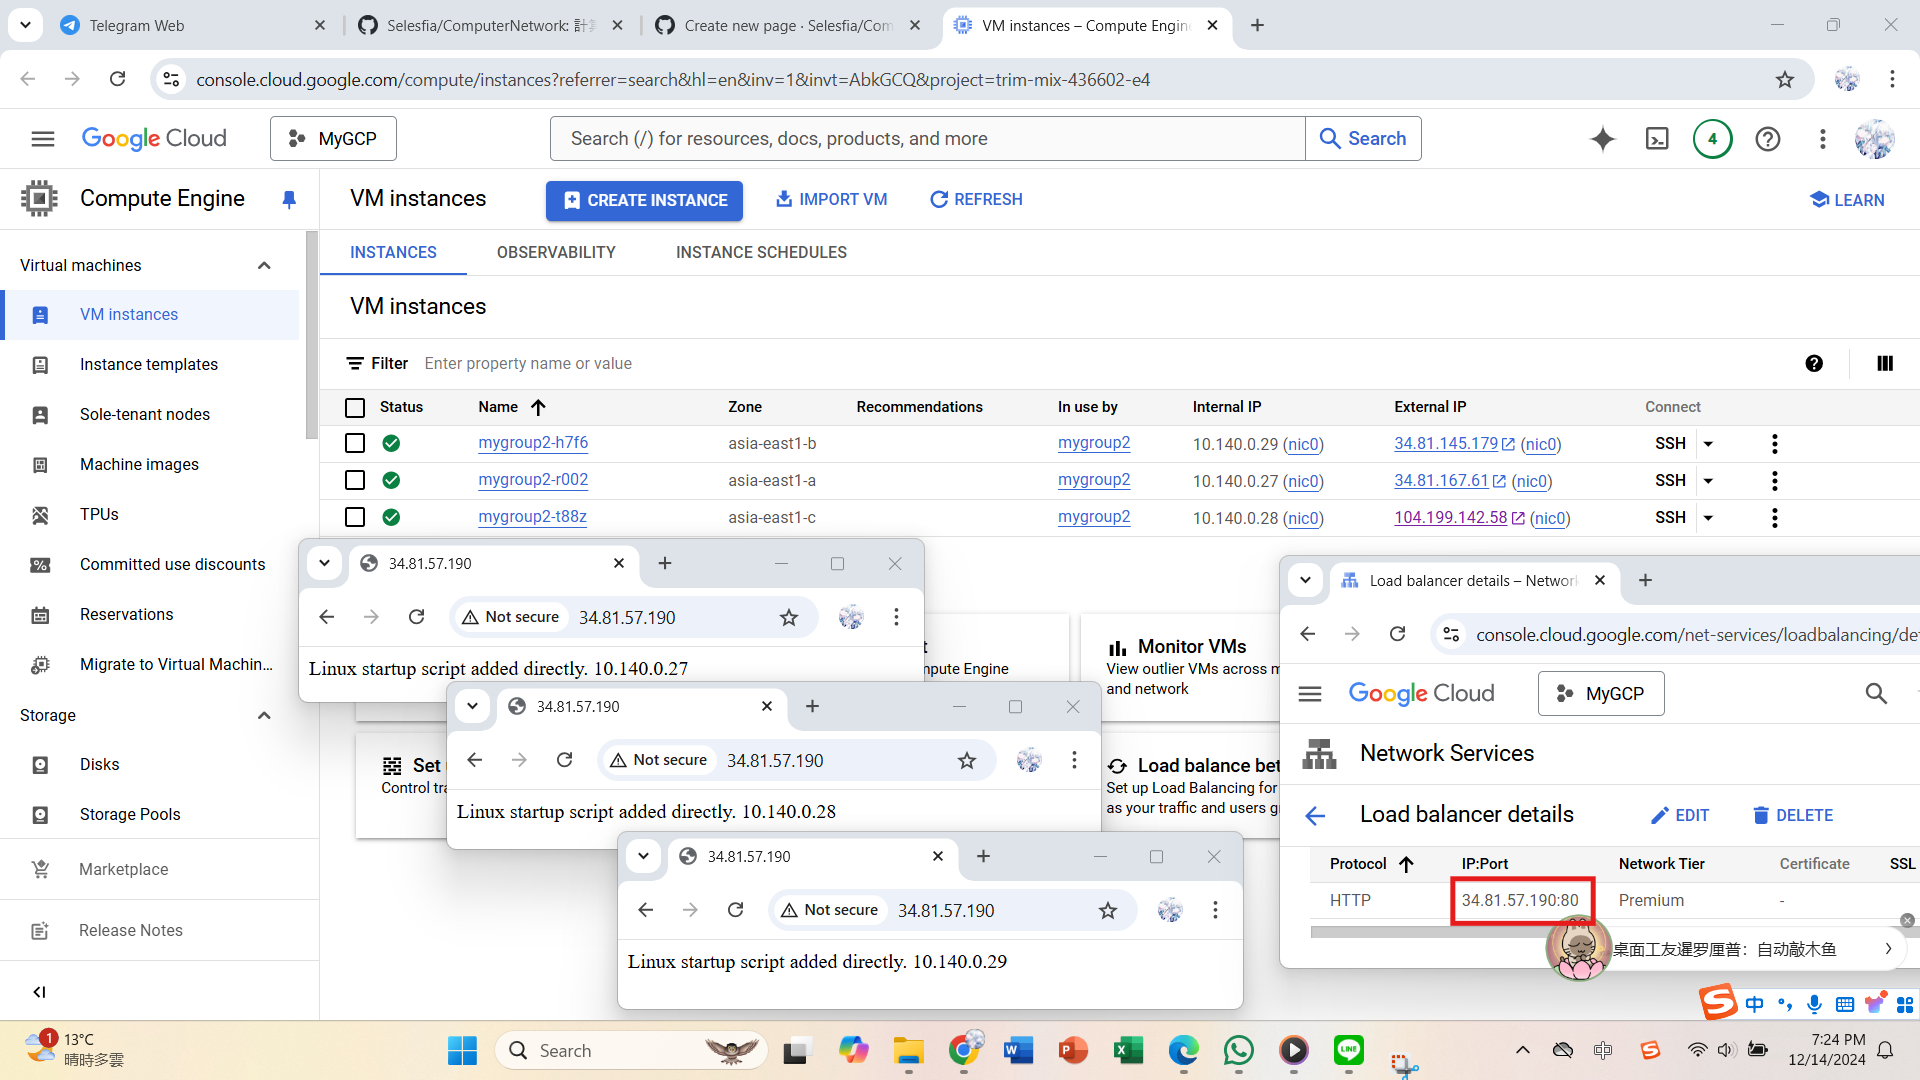 Telegram Web
Selesfia/ComputerNetwork: 計
Create new page · Selesfia/Com
VM instances – Compute Engine
console.cloud.google.com/compute/instances?referrer=search&hl=en&inv=1&invt=AbkGCQ&project=trim-mix-436602-e4
Google Cloud
MyGCP
Search (/) for resources, docs, products, and more
Search
4
Compute Engine
VM instances
CREATE INSTANCE
IMPORT VM
REFRESH
LEARN
INSTANCES
OBSERVABILITY
INSTANCE SCHEDULES
Virtual machines
VM instances
Instance templates
Sole-tenant nodes
Machine images
TPUs
Committed use discounts
Reservations
Migrate to Virtual Machin...
Storage
Disks
Storage Pools
Marketplace
Release Notes
VM instances
Filter Enter property name or value
Status Name Zone Recommendations In use by Internal IP External IP Connect
mygroup2-h7f6 asia-east1-b mygroup2 10.140.0.29 (nic0) 34.81.145.179 (nic0) SSH
mygroup2-r002 asia-east1-a mygroup2 10.140.0.27 (nic0) 34.81.167.61 (nic0) SSH
mygroup2-t88z asia-east1-c mygroup2 10.140.0.28 (nic0) 104.199.142.58 (nic0) SSH
34.81.57.190
Not secure 34.81.57.190
Linux startup script added directly. 10.140.0.27
t
npute Engine
Monitor VMs
View outlier VMs across m
and network
34.81.57.190
Not secure 34.81.57.190
Linux startup script added directly. 10.140.0.28
Set
Control tra
Load balance bet
Set up Load Balancing for
as your traffic and users g
34.81.57.190
Not secure 34.81.57.190
Linux startup script added directly. 10.140.0.29
Load balancer details – Network
console.cloud.google.com/net-services/loadbalancing/de
Google Cloud
MyGCP
Network Services
Load balancer details
EDIT
DELETE
Protocol IP:Port Network Tier Certificate SSL
HTTP 34.81.57.190:80 Premium -
桌面工友暹罗厘普：自动敲木鱼
中
1
13°C
晴時多雲
Search
LINE
中
7:24 PM
12/14/2024